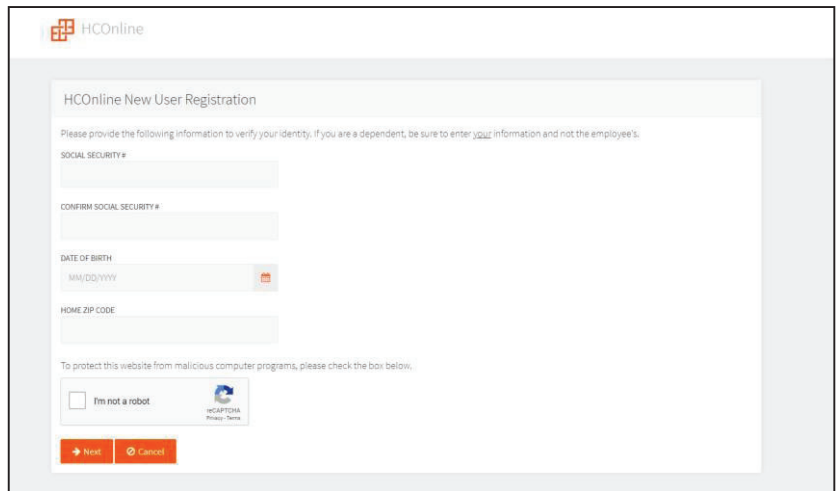 HCOnline
HCOnline New User Registration
Please provide the following information to verify your identity. If you are a dependent, be sure to enter your information and not the employee's.
SOCIAL SECURITY #
CONFIRM SOCIAL SECURITY #
DATE OF BIRTH
MM/DD/YYYY
HOME ZIP CODE
To protect this website from malicious computer programs, please check the box below.
I'm not a robot
reCAPTCHA
Privacy - Terms
Next Cancel